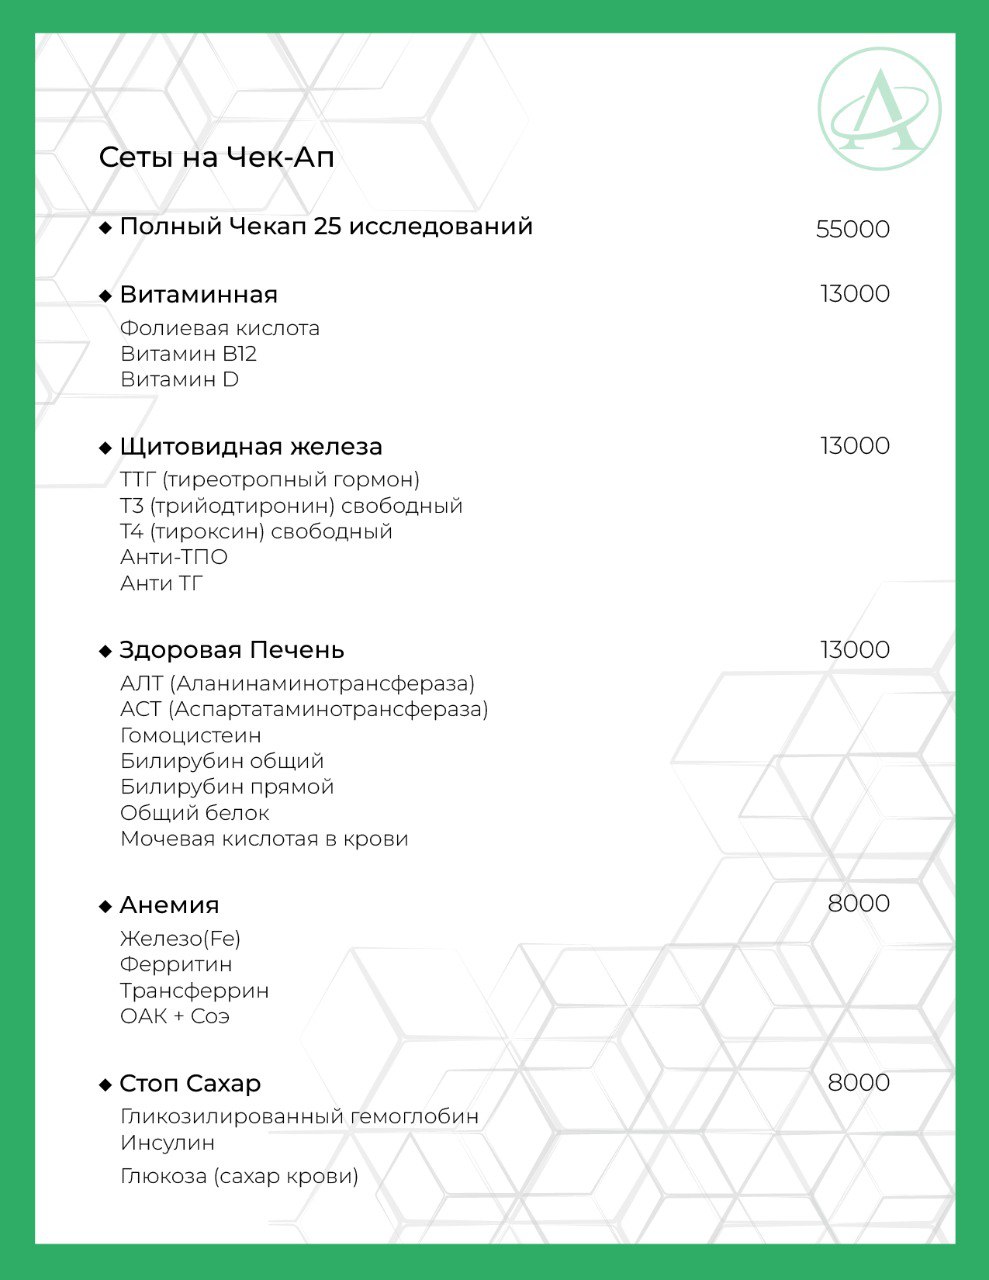 Сеты на Чек-Ап
◆ Полный Чекап 25 исследований 55000
◆ Витаминная 13000
Фолиевая кислота
Витамин B12
Витамин D
◆ Щитовидная железа 13000
ТТГ (тиреотропный гормон)
Т3 (трийодтиронин) свободный
Т4 (тироксин) свободный
Анти-ТПО
Анти ТГ
◆ Здоровая Печень 13000
АЛТ (Аланинаминотрансфераза)
АСТ (Аспартатаминотрансфераза)
Гомоцистеин
Билирубин общий
Билирубин прямой
Общий белок
Мочевая кислотая в крови
◆ Анемия 8000
Железо(Fe)
Ферритин
Трансферрин
ОАК + Соэ
◆ Стоп Сахар 8000
Гликозилированный гемоглобин
Инсулин
Глюкоза (сахар крови)